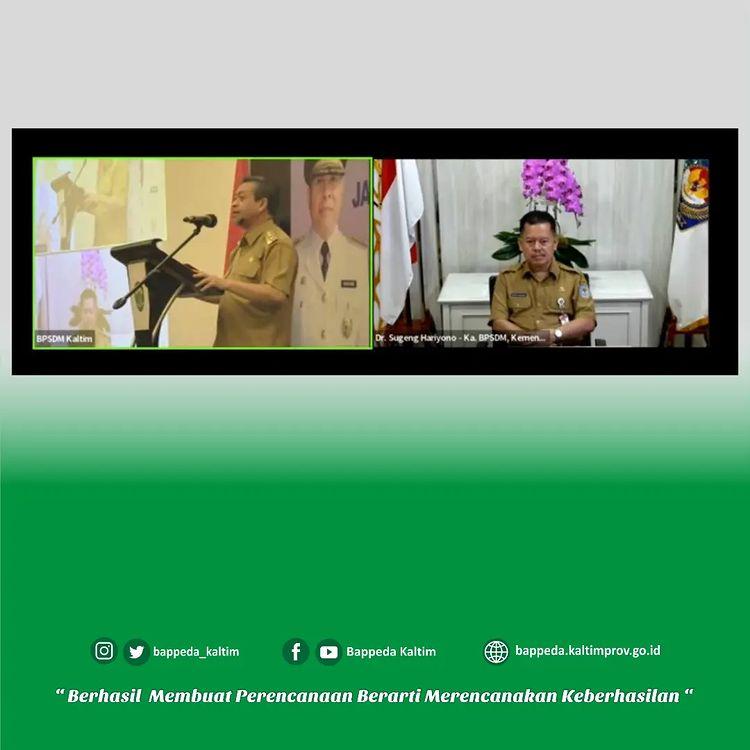 JA
BPSDM Kaltim
Dr. Sugeng Hariyono - Ka. BPSDM, Kemen...
bappeda_kaltim
Bappeda Kaltim
bappeda.kaltimprov.go.id
“ Berhasil Membuat Perencanaan Berarti Merencanakan Keberhasilan “